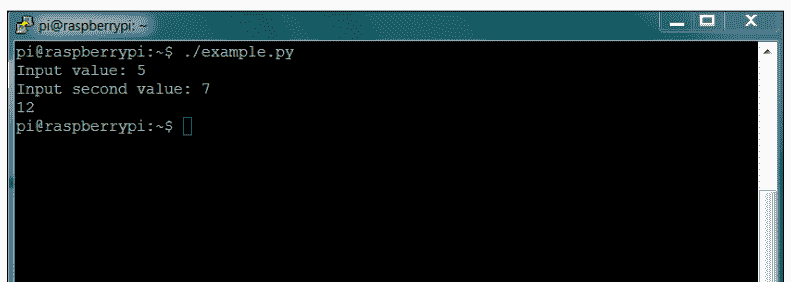 pi@raspberrypi: ~
pi@raspberrypi:~$ ./example.py
Input value: 5
Input second value: 7
12
pi@raspberrypi:~$